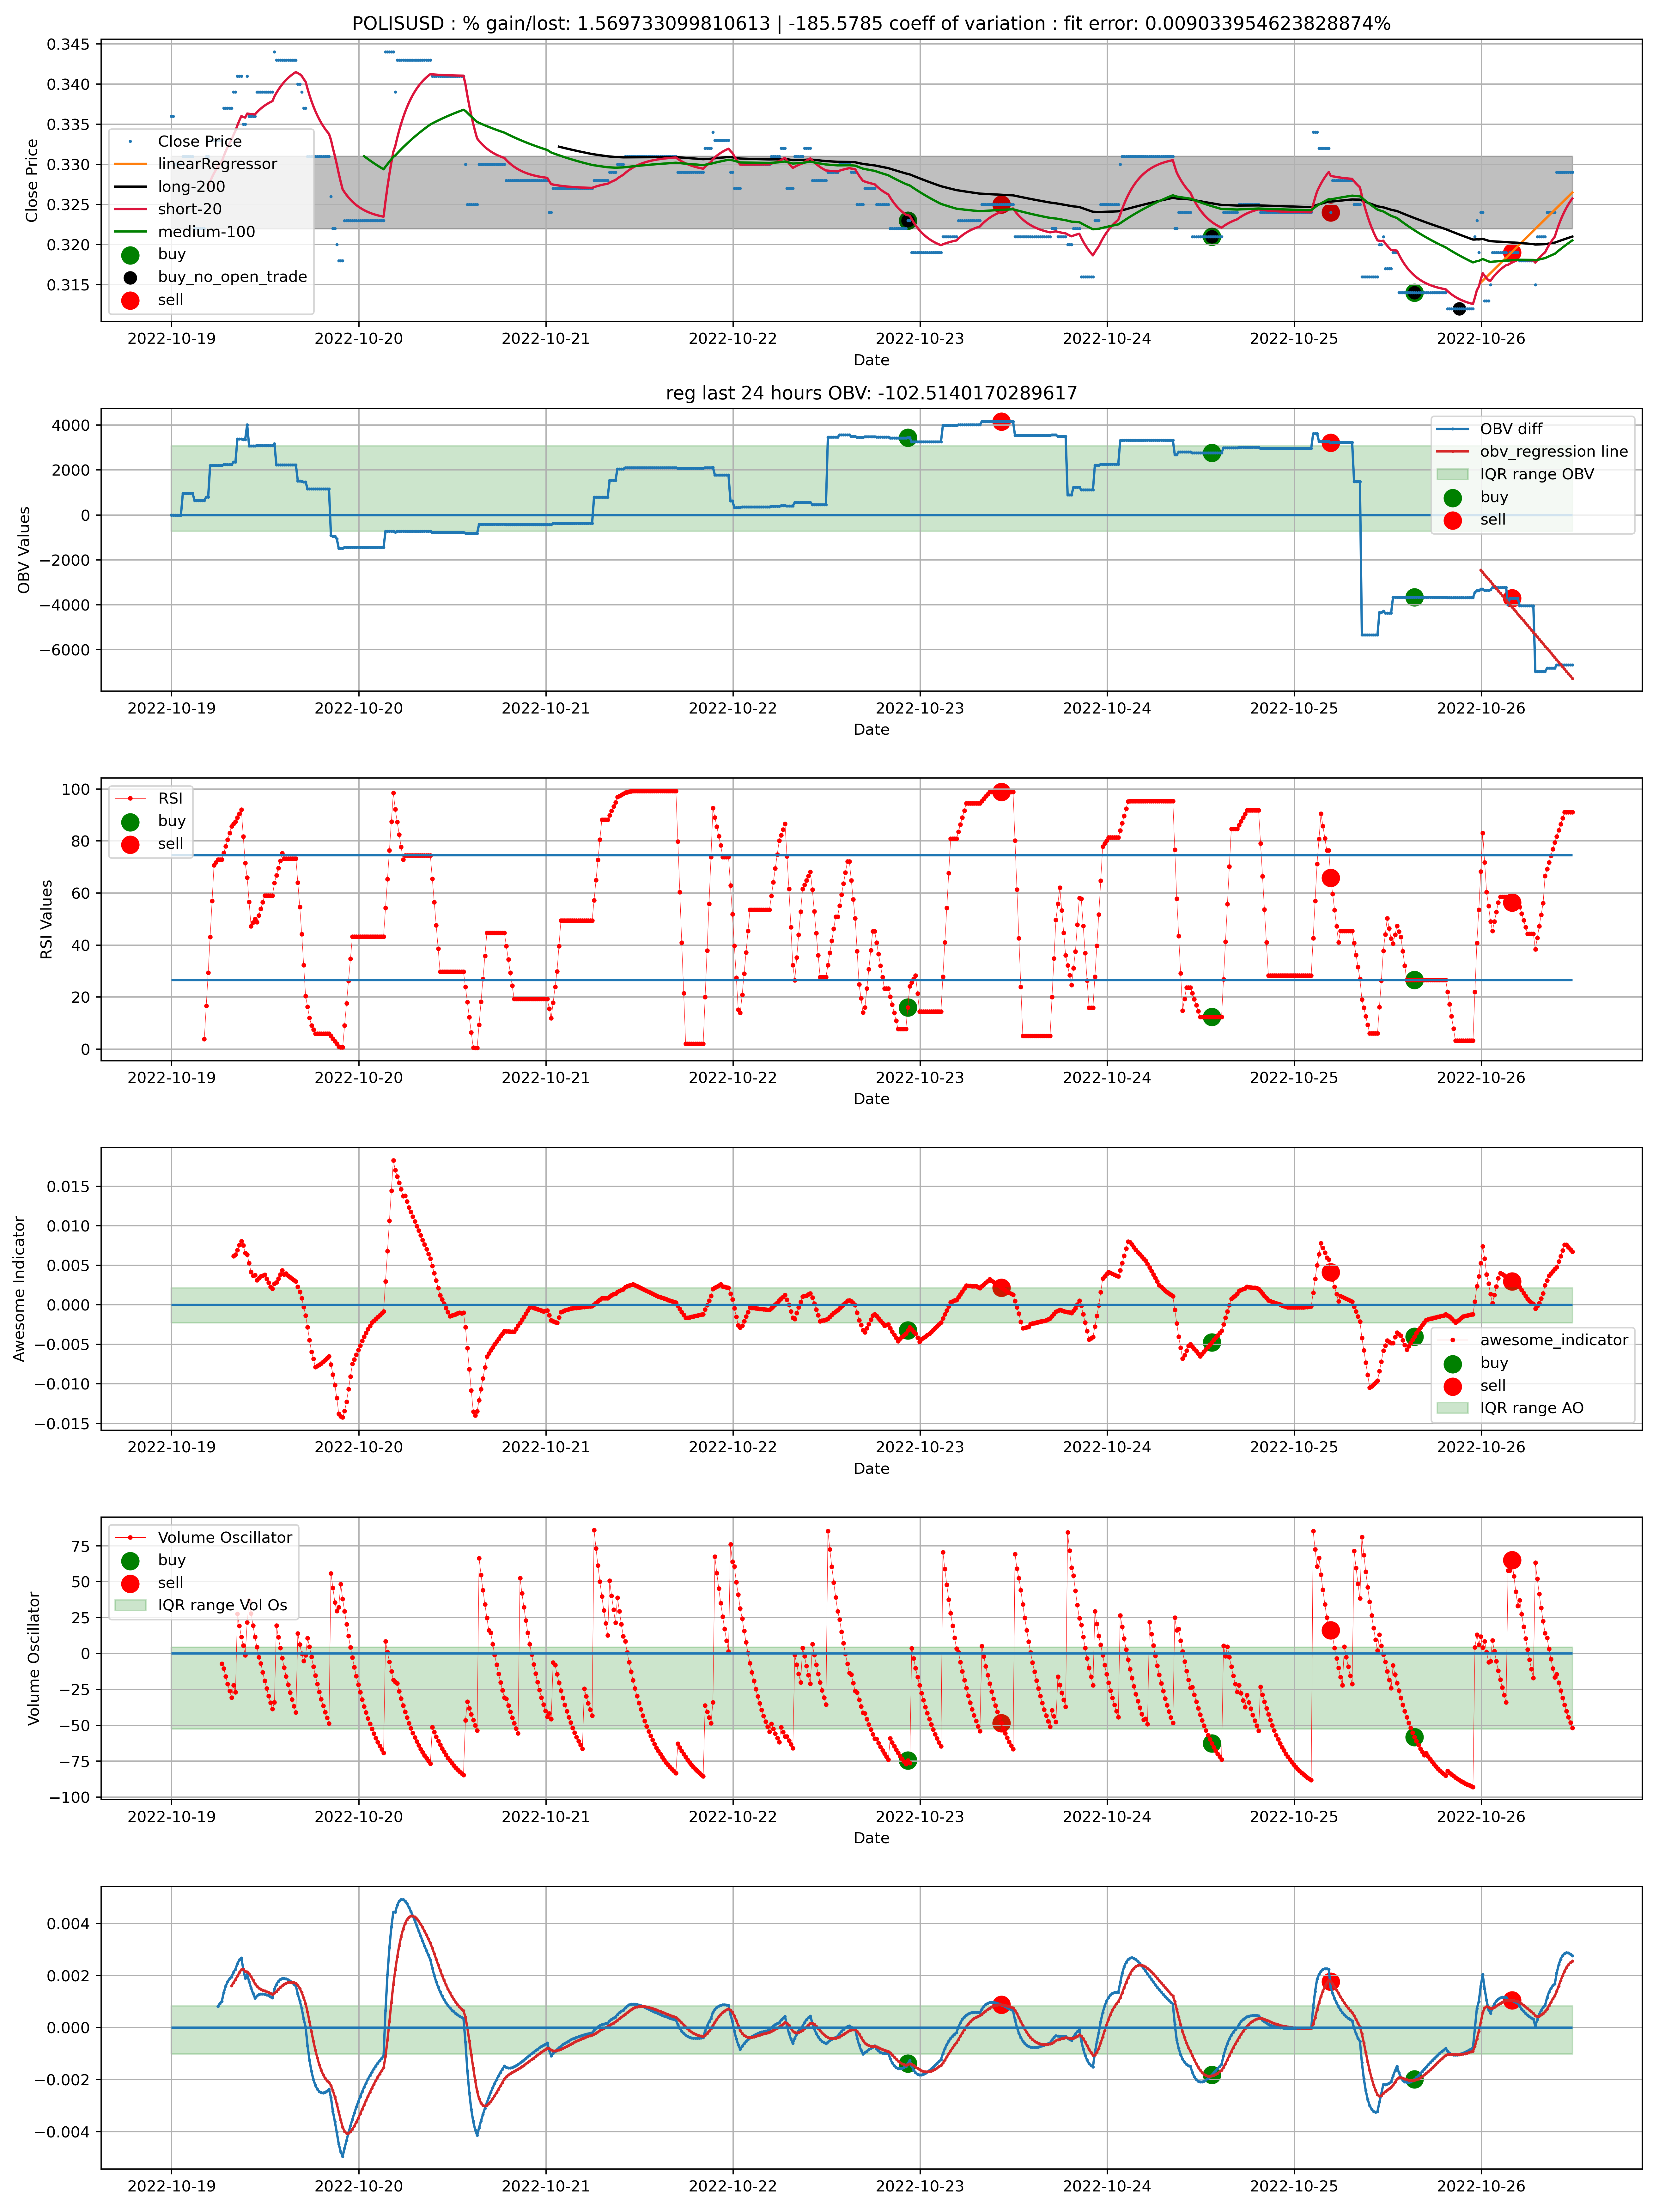 POLISUSD : % gain/lost: 1.569733099810613 | -185.5785 coeff of variation : fit error: 0.009033954623828874%
0.345
0.340
0.335
0.330
0.325
0.320
0.315
Close Price
Close Price
linearRegressor
long-200
short-20
medium-100
buy
buy_no_open_trade
sell
2022-10-19 2022-10-20 2022-10-21 2022-10-22 2022-10-23 2022-10-24 2022-10-25 2022-10-26
Date
reg last 24 hours OBV: -102.5140170289617
4000
2000
0
−2000
−4000
−6000
OBV Values
OBV diff
obv_regression line
IQR range OBV
buy
sell
2022-10-19 2022-10-20 2022-10-21 2022-10-22 2022-10-23 2022-10-24 2022-10-25 2022-10-26
Date
100
80
60
40
20
0
RSI Values
RSI
buy
sell
2022-10-19 2022-10-20 2022-10-21 2022-10-22 2022-10-23 2022-10-24 2022-10-25 2022-10-26
Date
0.015
0.010
0.005
0.000
−0.005
−0.010
−0.015
Awesome Indicator
awesome_indicator
buy
sell
IQR range AO
2022-10-19 2022-10-20 2022-10-21 2022-10-22 2022-10-23 2022-10-24 2022-10-25 2022-10-26
Date
75
50
25
0
−25
−50
−75
−100
Volume Oscillator
Volume Oscillator
buy
sell
IQR range Vol Os
2022-10-19 2022-10-20 2022-10-21 2022-10-22 2022-10-23 2022-10-24 2022-10-25 2022-10-26
Date
0.004
0.002
0.000
−0.002
−0.004
2022-10-19 2022-10-20 2022-10-21 2022-10-22 2022-10-23 2022-10-24 2022-10-25 2022-10-26